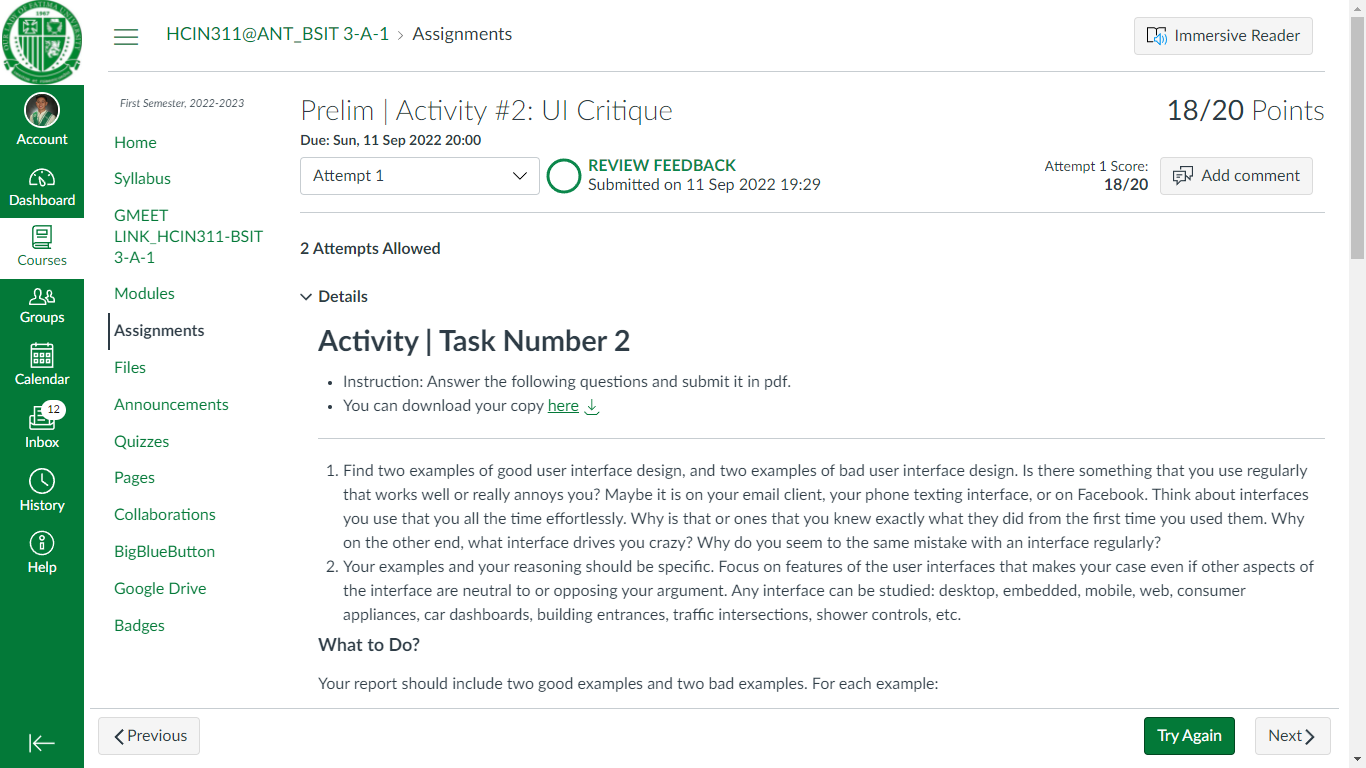 HCIN311@ANT_BSIT 3-A-1 › Assignments
Immersive Reader
1967
Account
Dashboard
Courses
Groups
Calendar
12
Inbox
History
Help
First Semester, 2022-2023
Home
Syllabus
GMEET
LINK_HCIN311-BSIT
3-A-1
Modules
Assignments
Files
Announcements
Quizzes
Pages
Collaborations
BigBlueButton
Google Drive
Badges
Prelim | Activity #2: UI Critique
18/20 Points
Due: Sun, 11 Sep 2022 20:00
Attempt 1
REVIEW FEEDBACK
Submitted on 11 Sep 2022 19:29
Attempt 1 Score:
18/20
Add comment
2 Attempts Allowed
Details
Activity | Task Number 2
• Instruction: Answer the following questions and submit it in pdf.
• You can download your copy here
1. Find two examples of good user interface design, and two examples of bad user interface design. Is there something that you use regularly
that works well or really annoys you? Maybe it is on your email client, your phone texting interface, or on Facebook. Think about interfaces
you use that you all the time effortlessly. Why is that or ones that you knew exactly what they did from the first time you used them. Why
on the other end, what interface drives you crazy? Why do you seem to the same mistake with an interface regularly?
2. Your examples and your reasoning should be specific. Focus on features of the user interfaces that makes your case even if other aspects of
the interface are neutral to or opposing your argument. Any interface can be studied: desktop, embedded, mobile, web, consumer
appliances, car dashboards, building entrances, traffic intersections, shower controls, etc.
What to Do?
Your report should include two good examples and two bad examples. For each example:
Previous
Try Again
Next